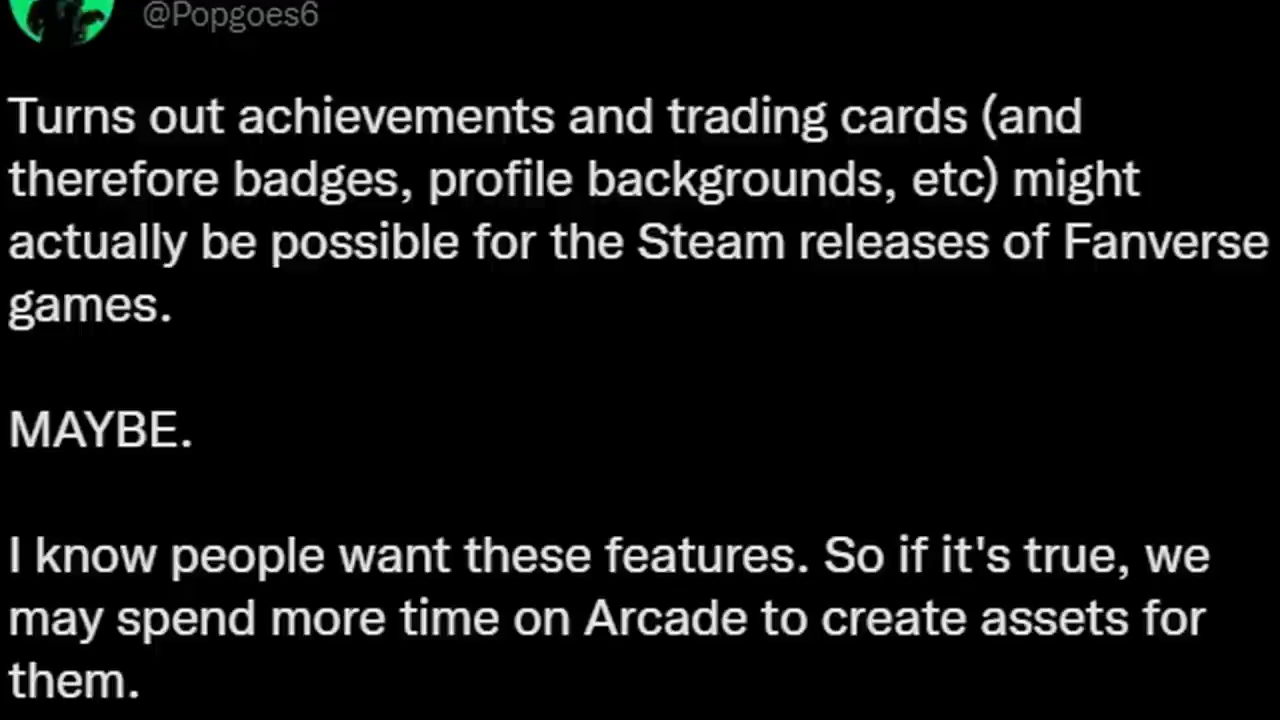 @Popgoes6
Turns out achievements and trading cards (and
therefore badges, profile backgrounds, etc) might
actually be possible for the Steam releases of Fanverse
games.
MAYBE.
I know people want these features. So if it's true, we
may spend more time on Arcade to create assets for
them.